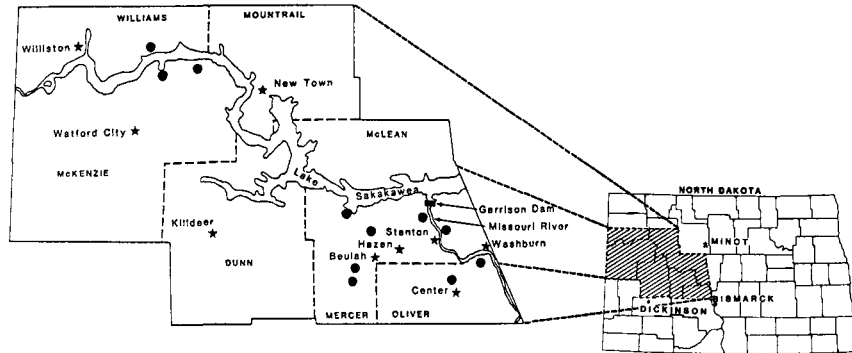 WILLIAMS
MOUNTRAIL
Williston
New Town
Watford City
McLEAN
McKENZIE
Lake
Sakakawea
Garrison Dam
Missouri River
Killdeer
Stanton
Hazen
Washburn
Beulah
DUNN
Center
MERCER
OLIVER
NORTH DAKOTA
MINOT
BISMARCK
DICKINSON